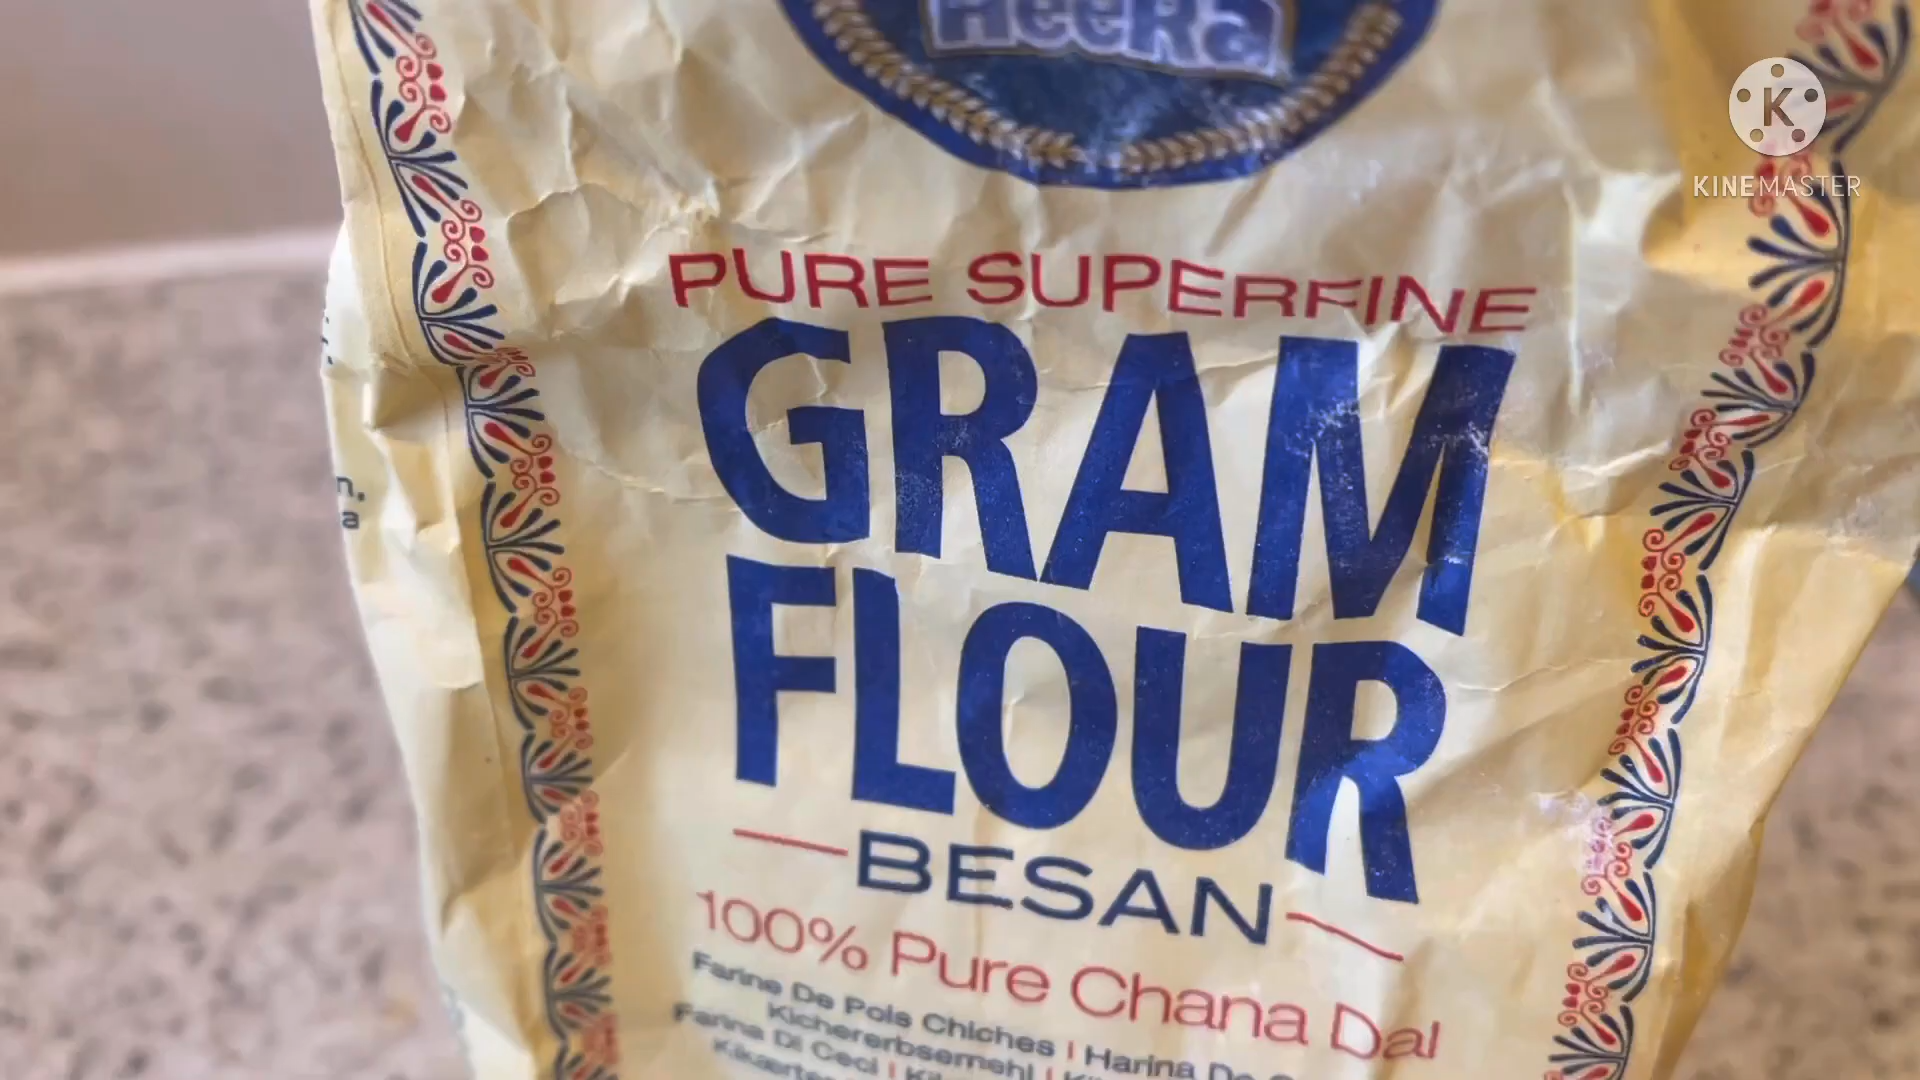 HeeRa
K
KINEMASTER
PURE SUPERFINE
GRAM
FLOUR
BESAN
100% Pure Chana Dal
Farine De Pois Chiches | Harina De
Kichererbsemehl |
Farina Di Ceci |
n,
a